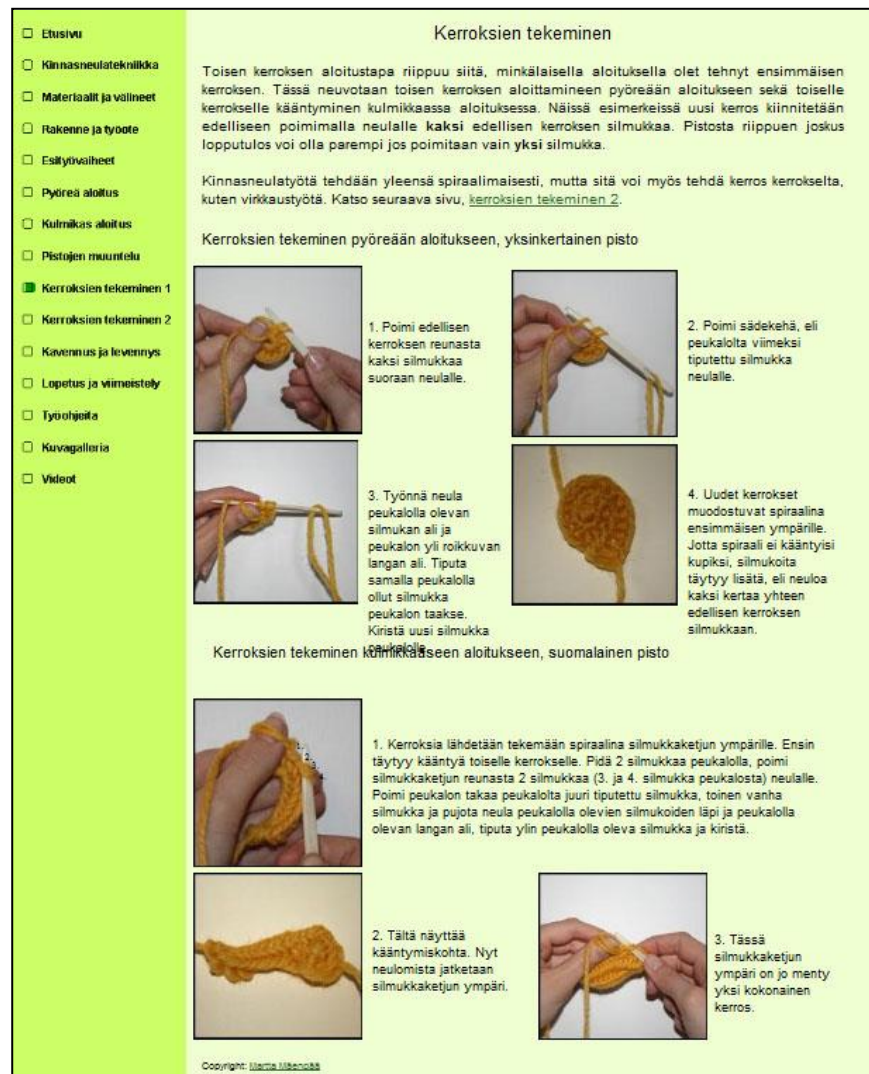 Etusivu
Kinnasneulatekniikka
Materiaalit ja välineet
Rakenne ja työote
Esityövaiheet
Pyöreä aloitus
Kulmikas aloitus
Pistojen muuntelu
Kerroksien tekeminen 1
Kerroksien tekeminen 2
Kavennus ja levennys
Lopetus ja viimeistely
Työohjeita
Kuvagalleria
Videot
Kerroksien tekeminen
Toisen kerroksen aloitustapa riippuu siitä, minkälaisella aloituksella olet tehnyt ensimmäisen
kerroksen. Tässä neuvotaan toisen kerroksen aloittamineen pyöreään aloitukseen sekä toiselle
kerrokselle kääntyminen kulmikkaassa aloituksessa. Näissä esimerkeissä uusi kerros kiinnitetään
edelliseen poimimalla neulalle kaksi edellisen kerroksen silmukkaa. Pistosta riippuen joskus
lopputulos voi olla parempi jos poimitaan vain yksi silmukka.
Kinnasneulatyötä tehdään yleensä spiraalimaisesti, mutta sitä voi myös tehdä kerros kerrokselta,
kuten virkkaustyötä. Katso seuraava sivu, kerroksien tekeminen 2.
Kerroksien tekeminen pyöreään aloitukseen, yksinkertainen pisto
1. Poimi edellisen
kerroksen reunasta
kaksi silmukkaa
suoraan neulalle.
2. Poimi sädekehä, eli
peukalolta viimeksi
tiputettu silmukka
neulalle.
3. Työnnä neula
peukalolla olevan
silmukan ali ja
peukalon yli roikkuvan
langan ali. Tiputa
samalla peukalolla
ollut silmukka
peukalon taakse.
Kiristä uusi silmukka
peukalolle.
4. Uudet kerrokset
muodostuvat spiraalina
ensimmäisen ympärille.
Jotta spiraali ei kääntyisi
kupiksi, silmukoita
täytyy lisätä, eli neuloa
kaksi kertaa yhteen
edellisen kerroksen
silmukkaan.
Kerroksien tekeminen kulmikkaaseen aloitukseen, suomalainen pisto
1.
2.
3.
4.
1. Kerroksia lähdetään tekemään spiraalina silmukkaketjun ympärille. Ensin
täytyy kääntyä toiselle kerrokselle. Pidä 2 silmukkaa peukalolla, poimi
silmukkaketjun reunasta 2 silmukkaa (3. ja 4. silmukka peukalosta) neulalle.
Poimi peukalon takaa peukalolta juuri tiputettu silmukka, toinen vanha
silmukka ja pujota neula peukalolla olevien silmukoiden läpi ja peukalolla
olevan langan ali, tiputa ylin peukalolla oleva silmukka ja kiristä.
2. Tältä näyttää
kääntymiskohta. Nyt
neulomista jatketaan
silmukkaketjun ympäri.
3. Tässä
silmukkaketjun
ympäri on jo menty
yksi kokonainen
kerros.
Copyright: Martta Mäenpää